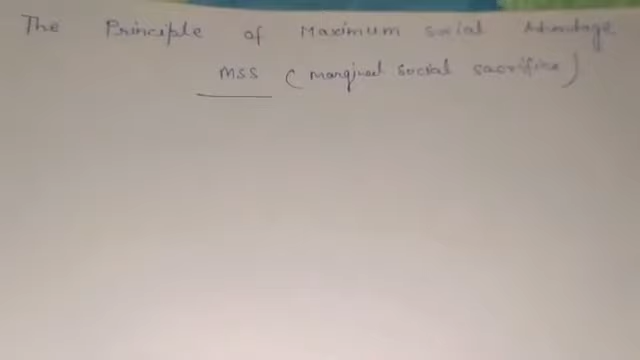 The Principle of Maximum social Advantage
MSS (marginal social sacrifice)